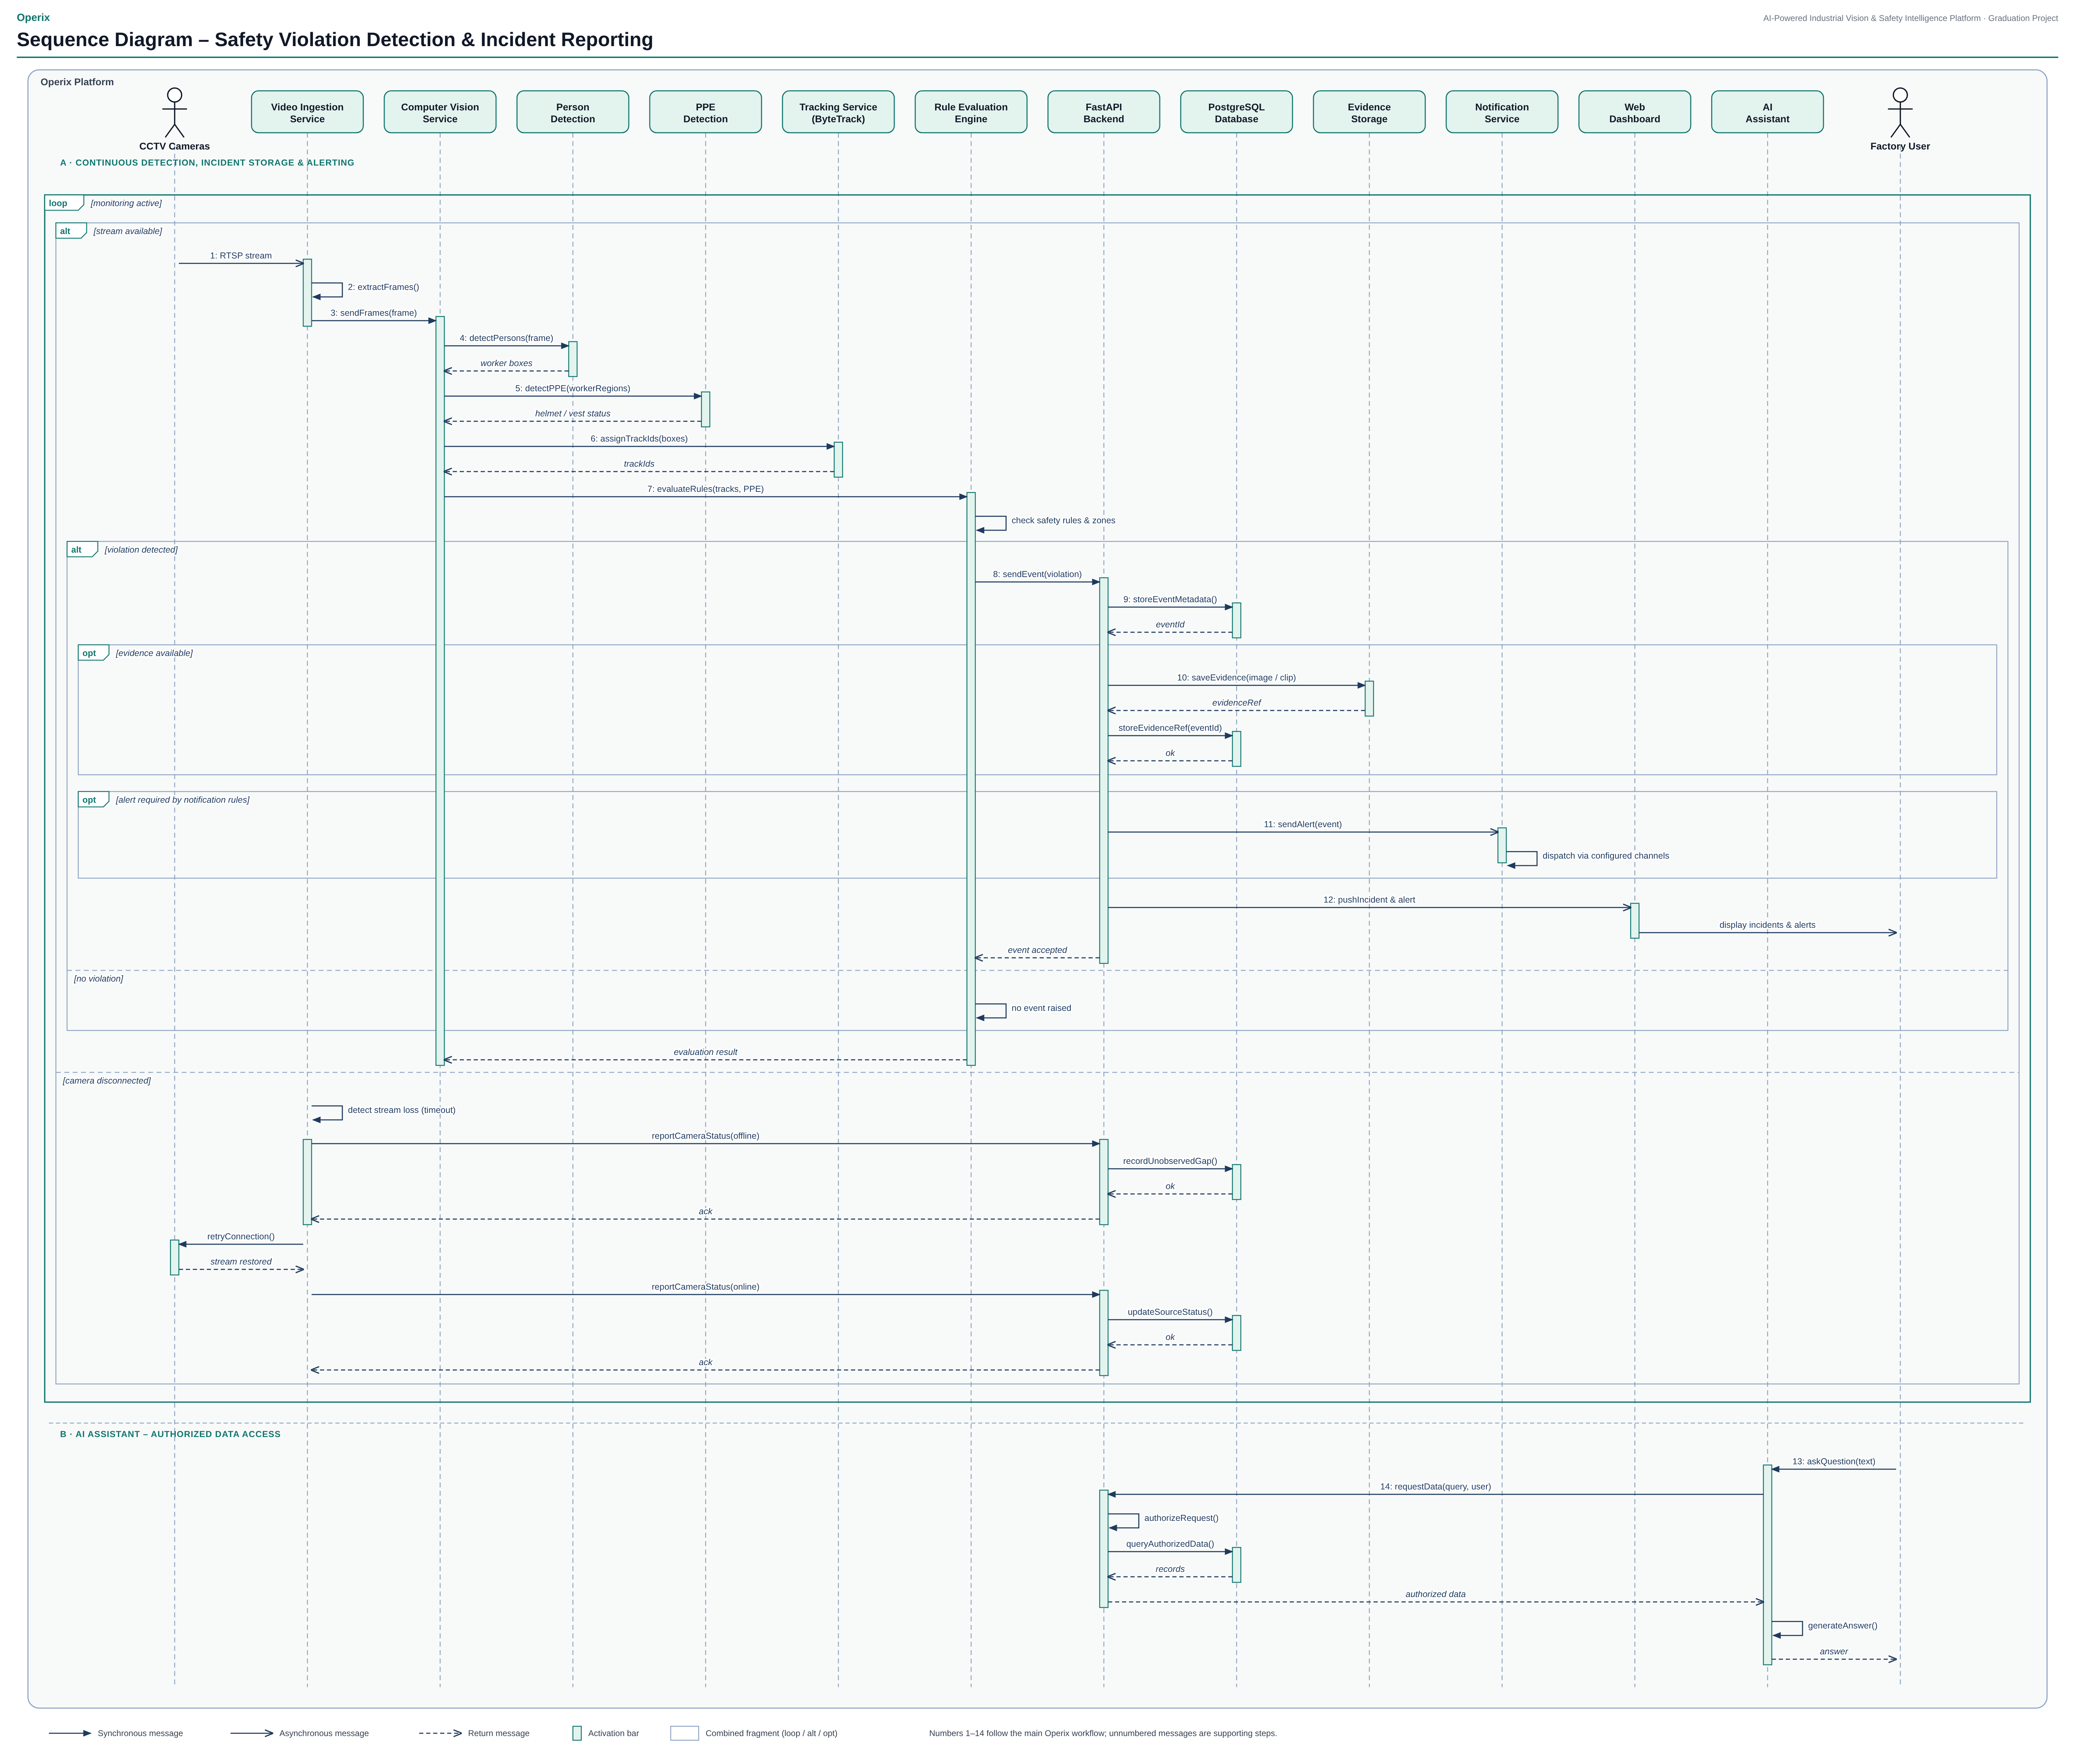 Operix
AI-Powered Industrial Vision & Safety Intelligence Platform · Graduation Project
Sequence Diagram – Safety Violation Detection & Incident Reporting
Operix Platform
CCTV Cameras
Video Ingestion
Service
Computer Vision
Service
Person
Detection
PPE
Detection
Tracking Service
(ByteTrack)
Rule Evaluation
Engine
FastAPI
Backend
PostgreSQL
Database
Evidence
Storage
Notification
Service
Web
Dashboard
AI
Assistant
Factory User
A · CONTINUOUS DETECTION, INCIDENT STORAGE & ALERTING
loop [monitoring active]
alt [stream available]
1: RTSP stream
2: extractFrames()
3: sendFrames(frame)
4: detectPersons(frame)
worker boxes
5: detectPPE(workerRegions)
helmet / vest status
6: assignTrackIds(boxes)
trackIds
7: evaluateRules(tracks, PPE)
check safety rules & zones
alt [violation detected]
8: sendEvent(violation)
9: storeEventMetadata()
eventId
opt [evidence available]
10: saveEvidence(image / clip)
evidenceRef
storeEvidenceRef(eventId)
ok
opt [alert required by notification rules]
11: sendAlert(event)
dispatch via configured channels
12: pushIncident & alert
display incidents & alerts
event accepted
[no violation]
no event raised
evaluation result
[camera disconnected]
detect stream loss (timeout)
reportCameraStatus(offline)
recordUnobservedGap()
ok
ack
retryConnection()
stream restored
reportCameraStatus(online)
updateSourceStatus()
ok
ack
B · AI ASSISTANT – AUTHORIZED DATA ACCESS
13: askQuestion(text)
14: requestData(query, user)
authorizeRequest()
queryAuthorizedData()
records
authorized data
generateAnswer()
answer
Synchronous message
Asynchronous message
Return message
Activation bar
Combined fragment (loop / alt / opt)
Numbers 1–14 follow the main Operix workflow; unnumbered messages are supporting steps.